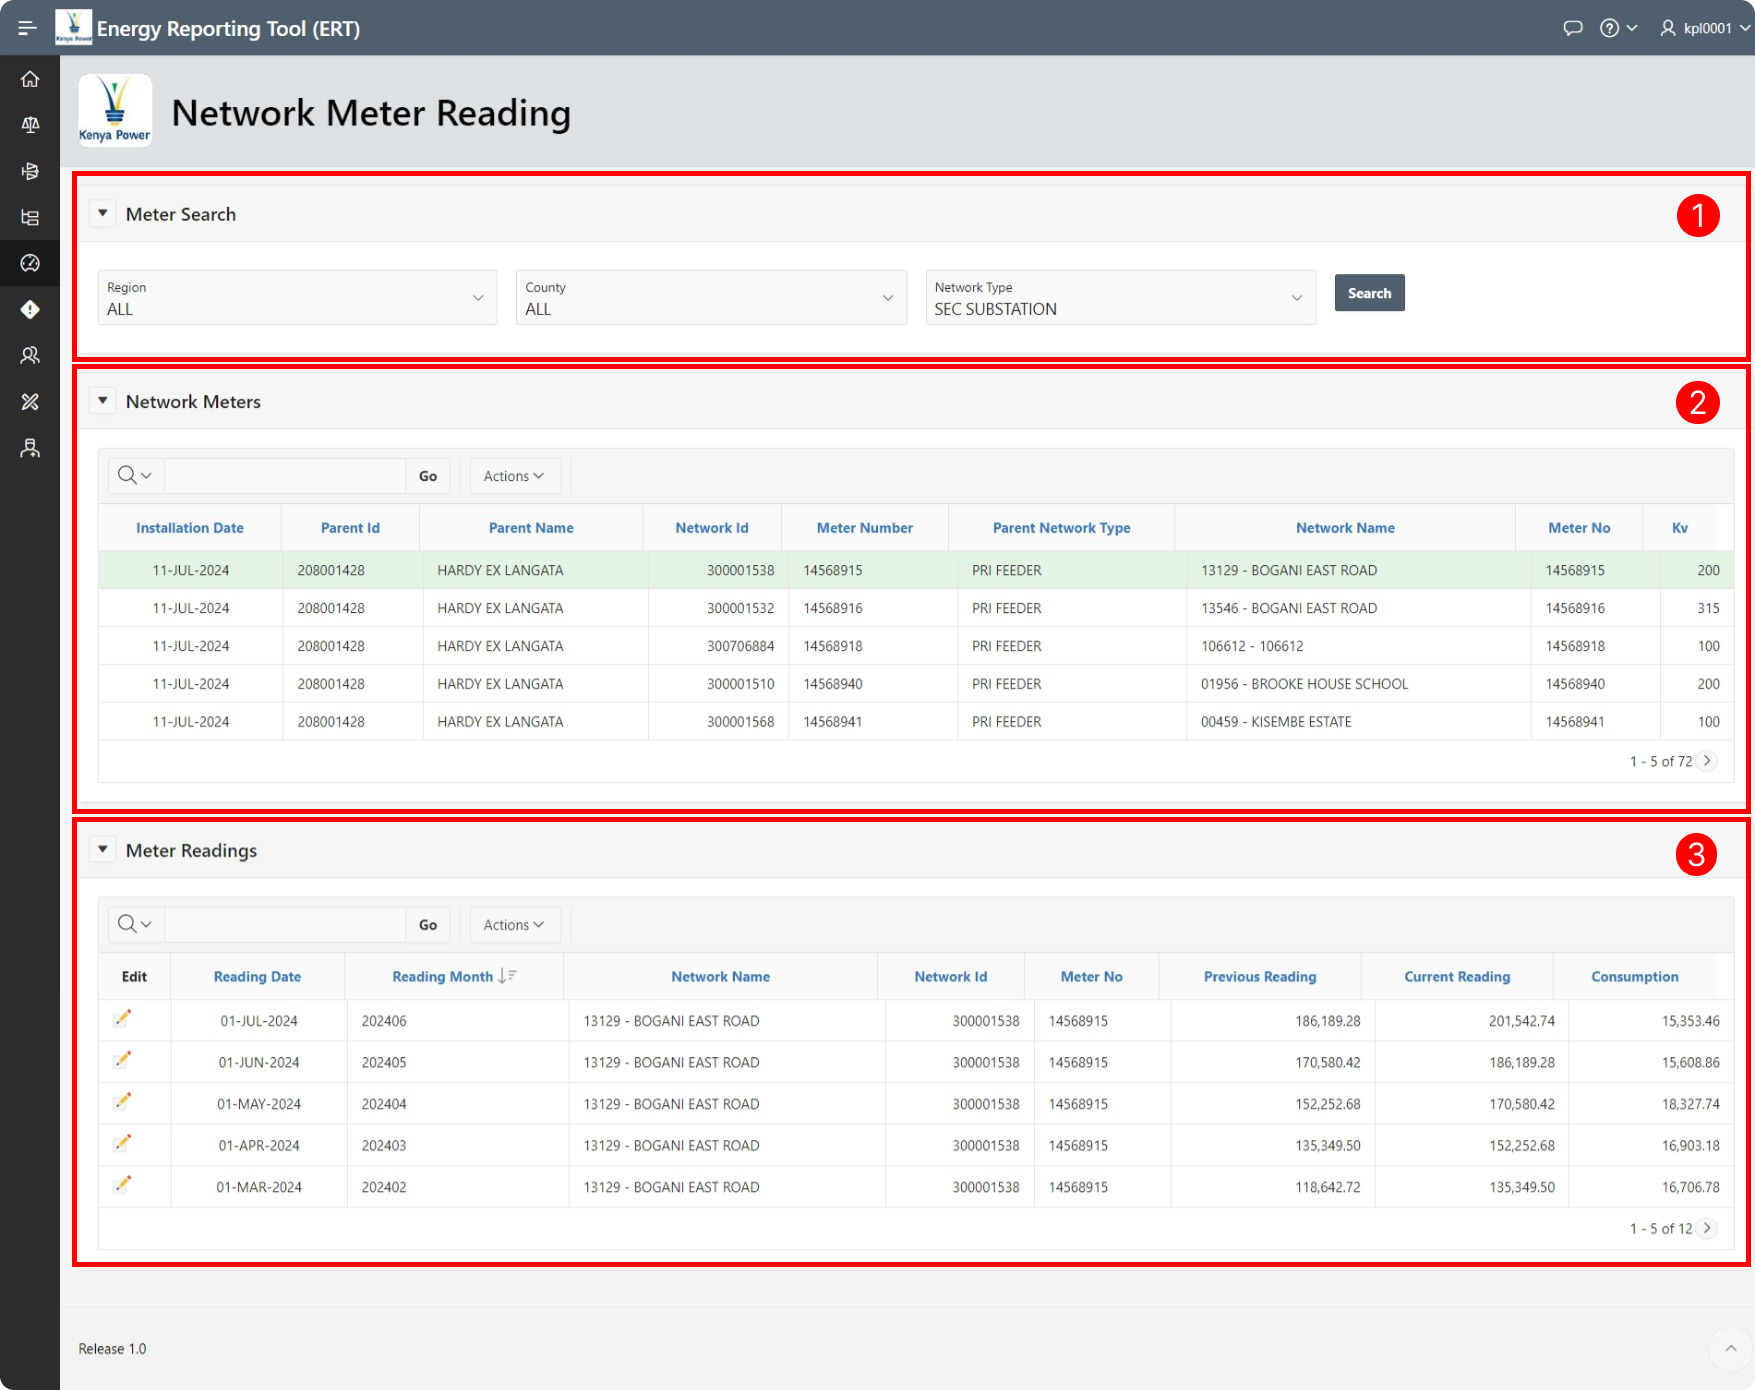 Kenya Power
Energy Reporting Tool (ERT)
kpl0001
Kenya Power
Network Meter Reading
Meter Search
1
Region
ALL
County
ALL
Network Type
SEC SUBSTATION
Search
Network Meters
2
Go
Actions
Installation Date Parent Id Parent Name Network Id Meter Number Parent Network Type Network Name Meter No Kv
11-JUL-2024 208001428 HARDY EX LANGATA 300001538 14568915 PRI FEEDER 13129 - BOGANI EAST ROAD 14568915 200
11-JUL-2024 208001428 HARDY EX LANGATA 300001532 14568916 PRI FEEDER 13546 - BOGANI EAST ROAD 14568916 315
11-JUL-2024 208001428 HARDY EX LANGATA 300706884 14568918 PRI FEEDER 106612 - 106612 14568918 100
11-JUL-2024 208001428 HARDY EX LANGATA 300001510 14568940 PRI FEEDER 01956 - BROOKE HOUSE SCHOOL 14568940 200
11-JUL-2024 208001428 HARDY EX LANGATA 300001568 14568941 PRI FEEDER 00459 - KISEMBE ESTATE 14568941 100
1 - 5 of 72
Meter Readings
3
Go
Actions
Edit Reading Date Reading Month Network Name Network Id Meter No Previous Reading Current Reading Consumption
01-JUL-2024 202406 13129 - BOGANI EAST ROAD 300001538 14568915 186,189.28 201,542.74 15,353.46
01-JUN-2024 202405 13129 - BOGANI EAST ROAD 300001538 14568915 170,580.42 186,189.28 15,608.86
01-MAY-2024 202404 13129 - BOGANI EAST ROAD 300001538 14568915 152,252.68 170,580.42 18,327.74
01-APR-2024 202403 13129 - BOGANI EAST ROAD 300001538 14568915 135,349.50 152,252.68 16,903.18
01-MAR-2024 202402 13129 - BOGANI EAST ROAD 300001538 14568915 118,642.72 135,349.50 16,706.78
1 - 5 of 12
Release 1.0